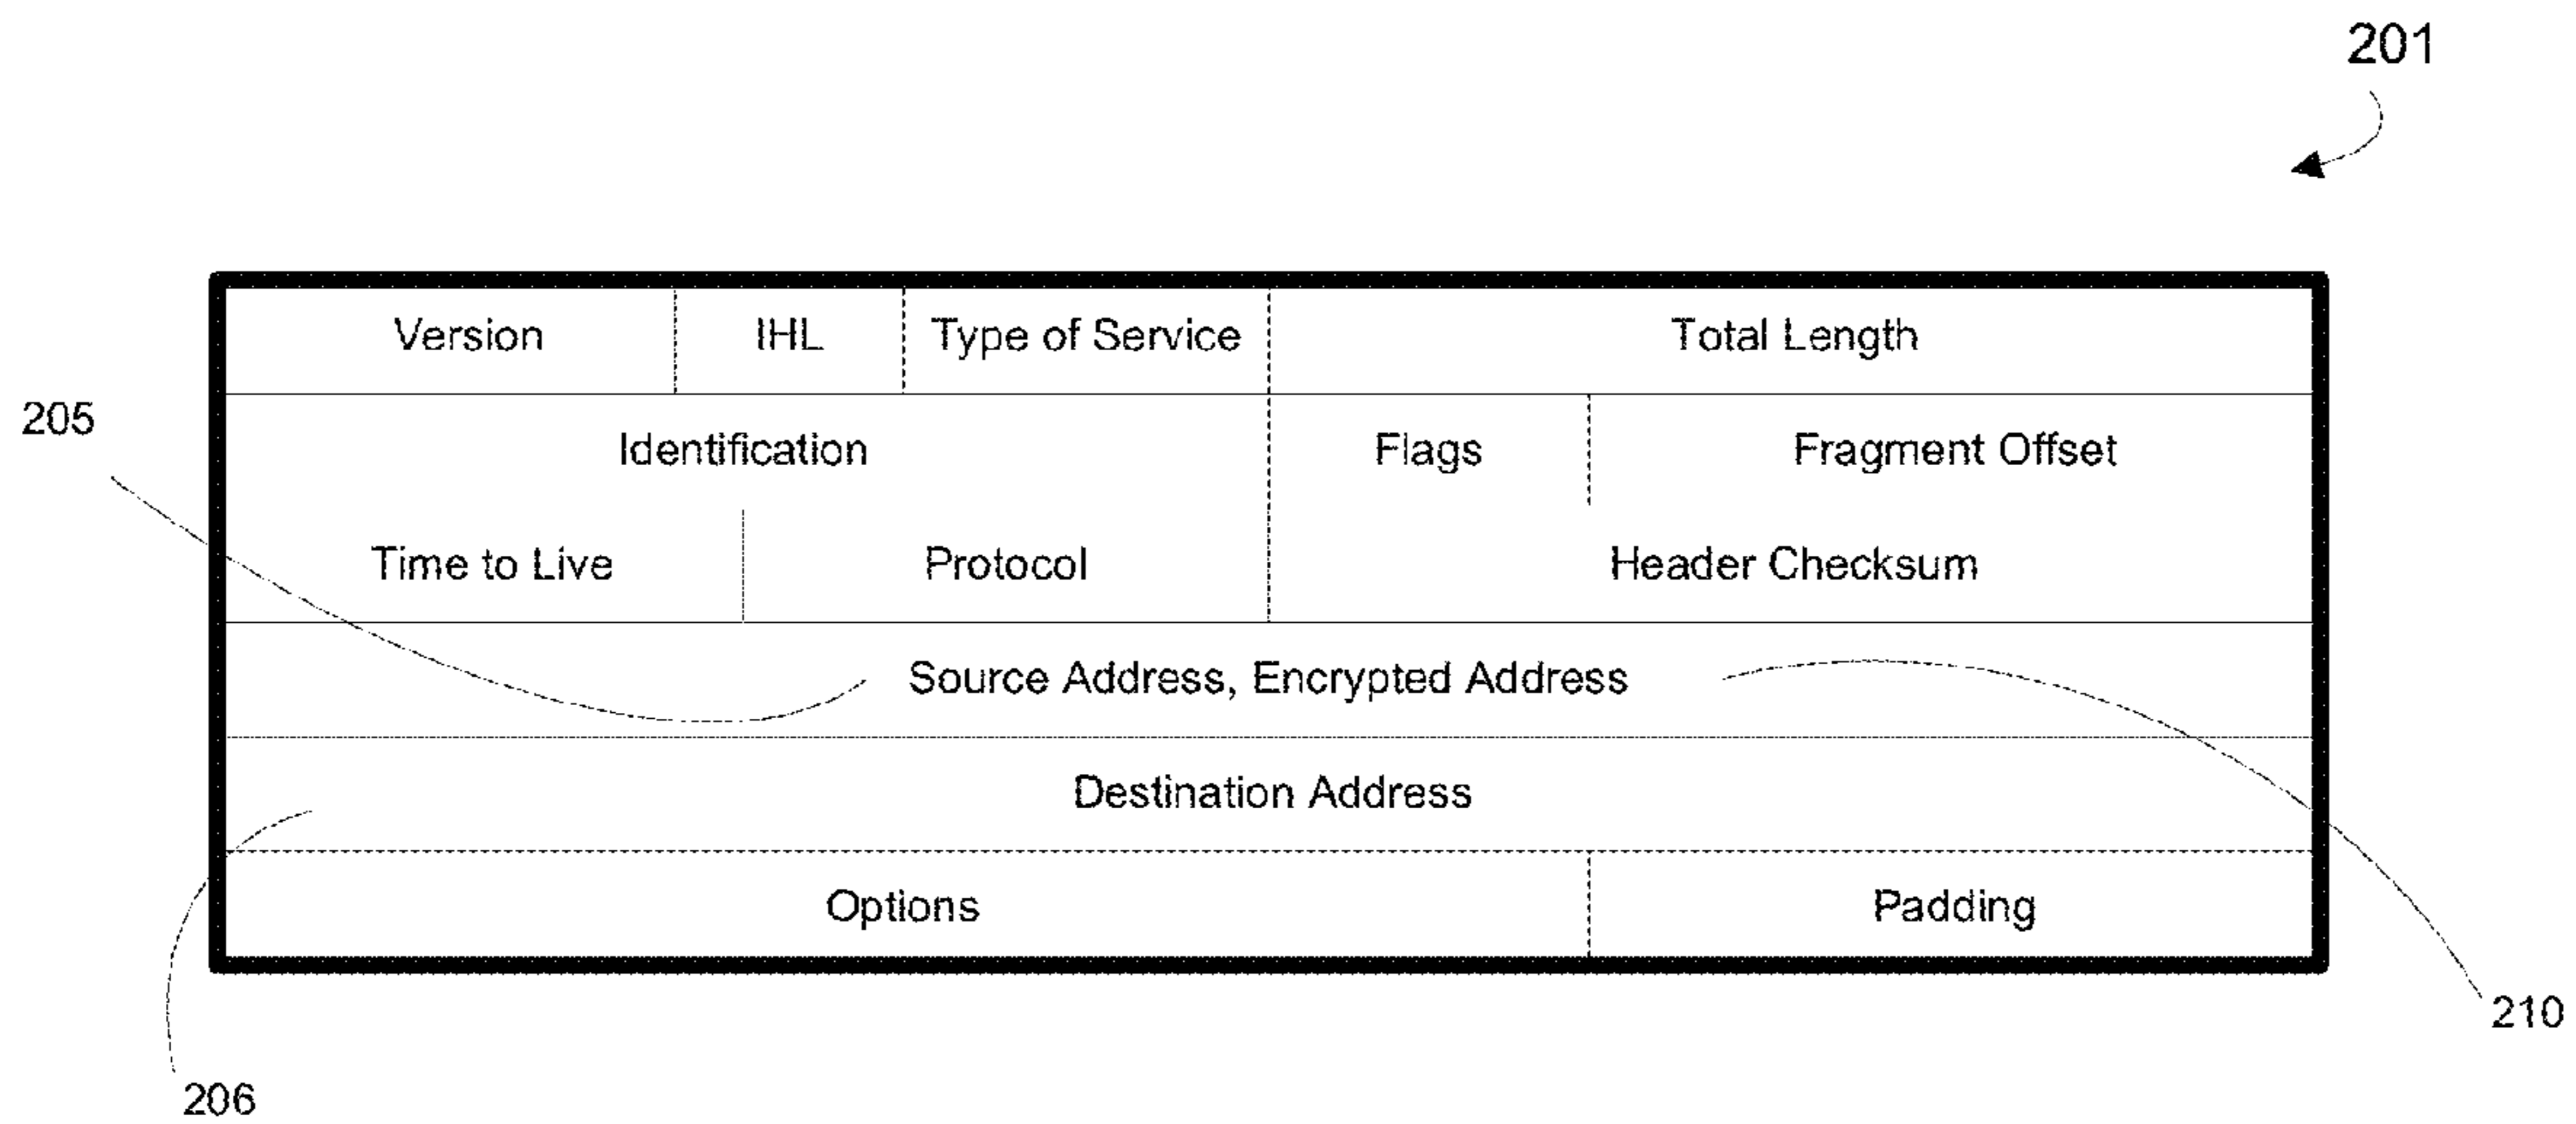 201
Version IHL Type of Service Total Length
205
Identification Flags Fragment Offset
Time to Live Protocol Header Checksum
Source Address, Encrypted Address
Destination Address
Options Padding
210
206